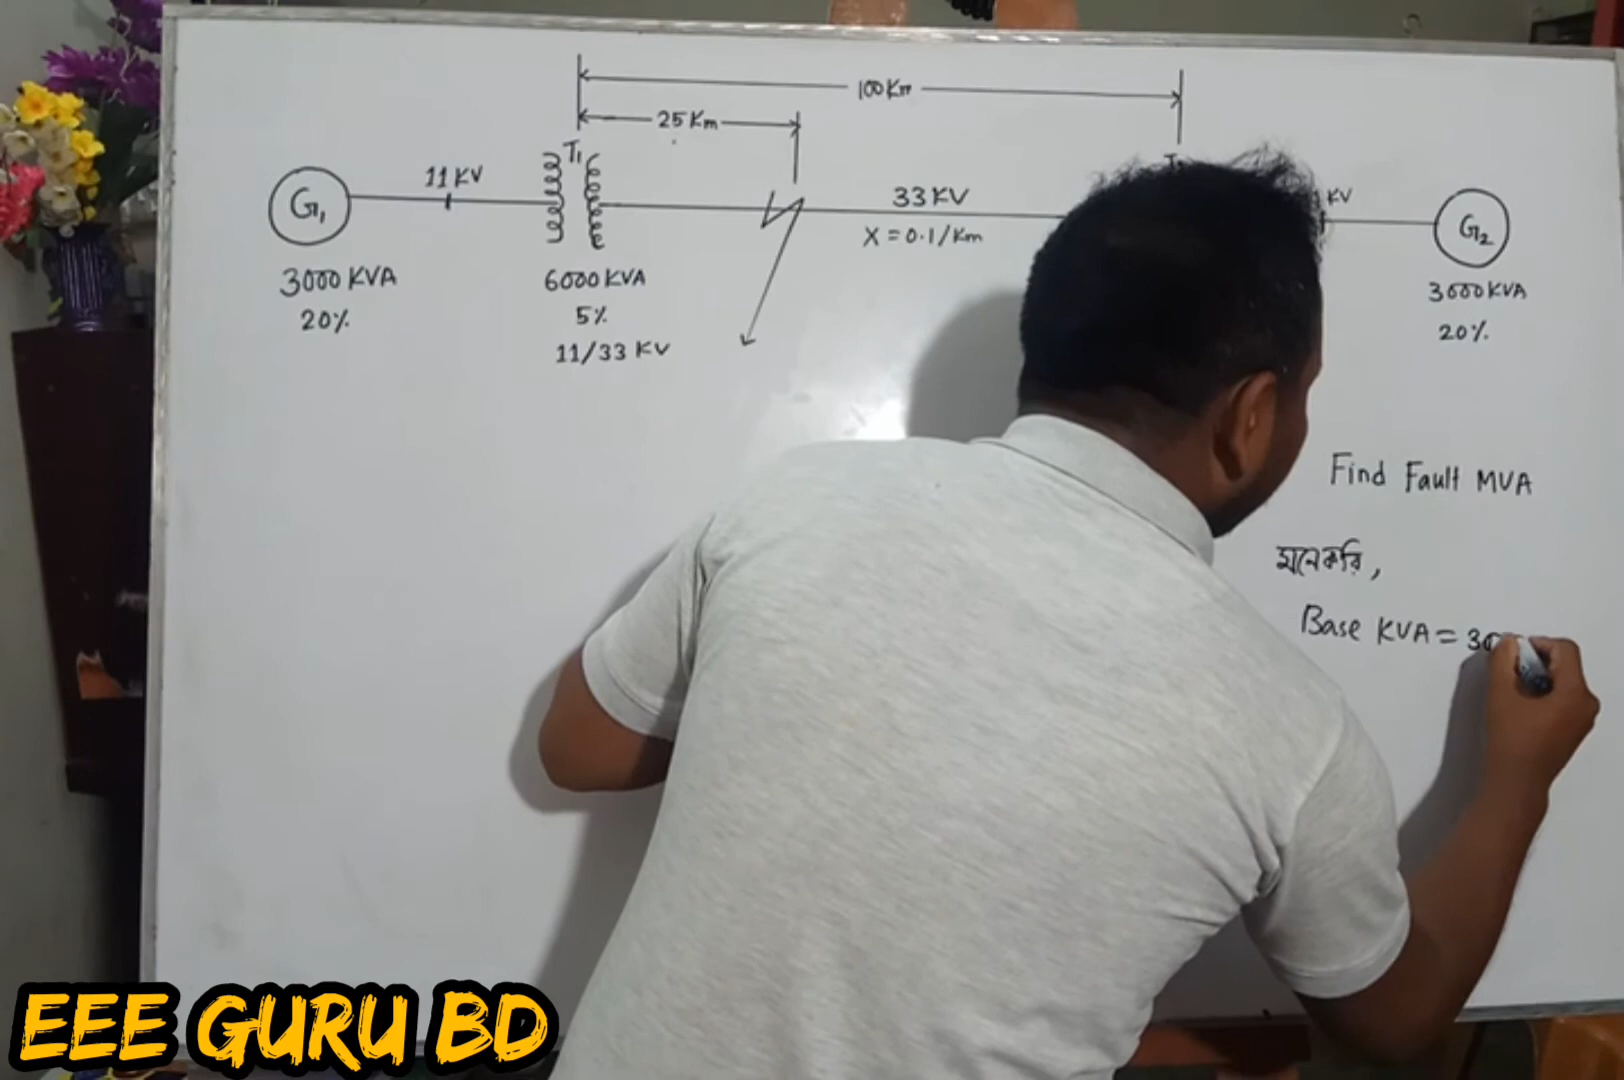 100 Km
25 Km
T1
11 KV
33 KV
KV
G1
G2
X = 0.1/Km
3000 KVA
6000 KVA
3000 KVA
20%
5%
20%
11/33 KV
Find Fault MVA
মনেকরি,
Base KVA = 30
EEE GURU BD